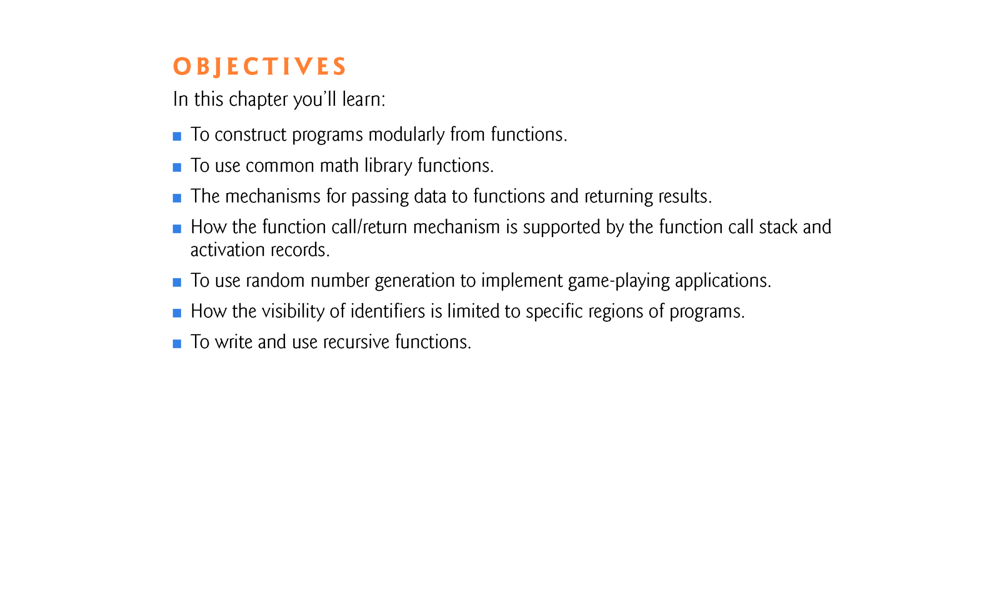 OBJECTIVES
In this chapter you’ll learn:
■ To construct programs modularly from functions.
■ To use common math library functions.
■ The mechanisms for passing data to functions and returning results.
■ How the function call/return mechanism is supported by the function call stack and
activation records.
■ To use random number generation to implement game-playing applications.
■ How the visibility of identifiers is limited to specific regions of programs.
■ To write and use recursive functions.